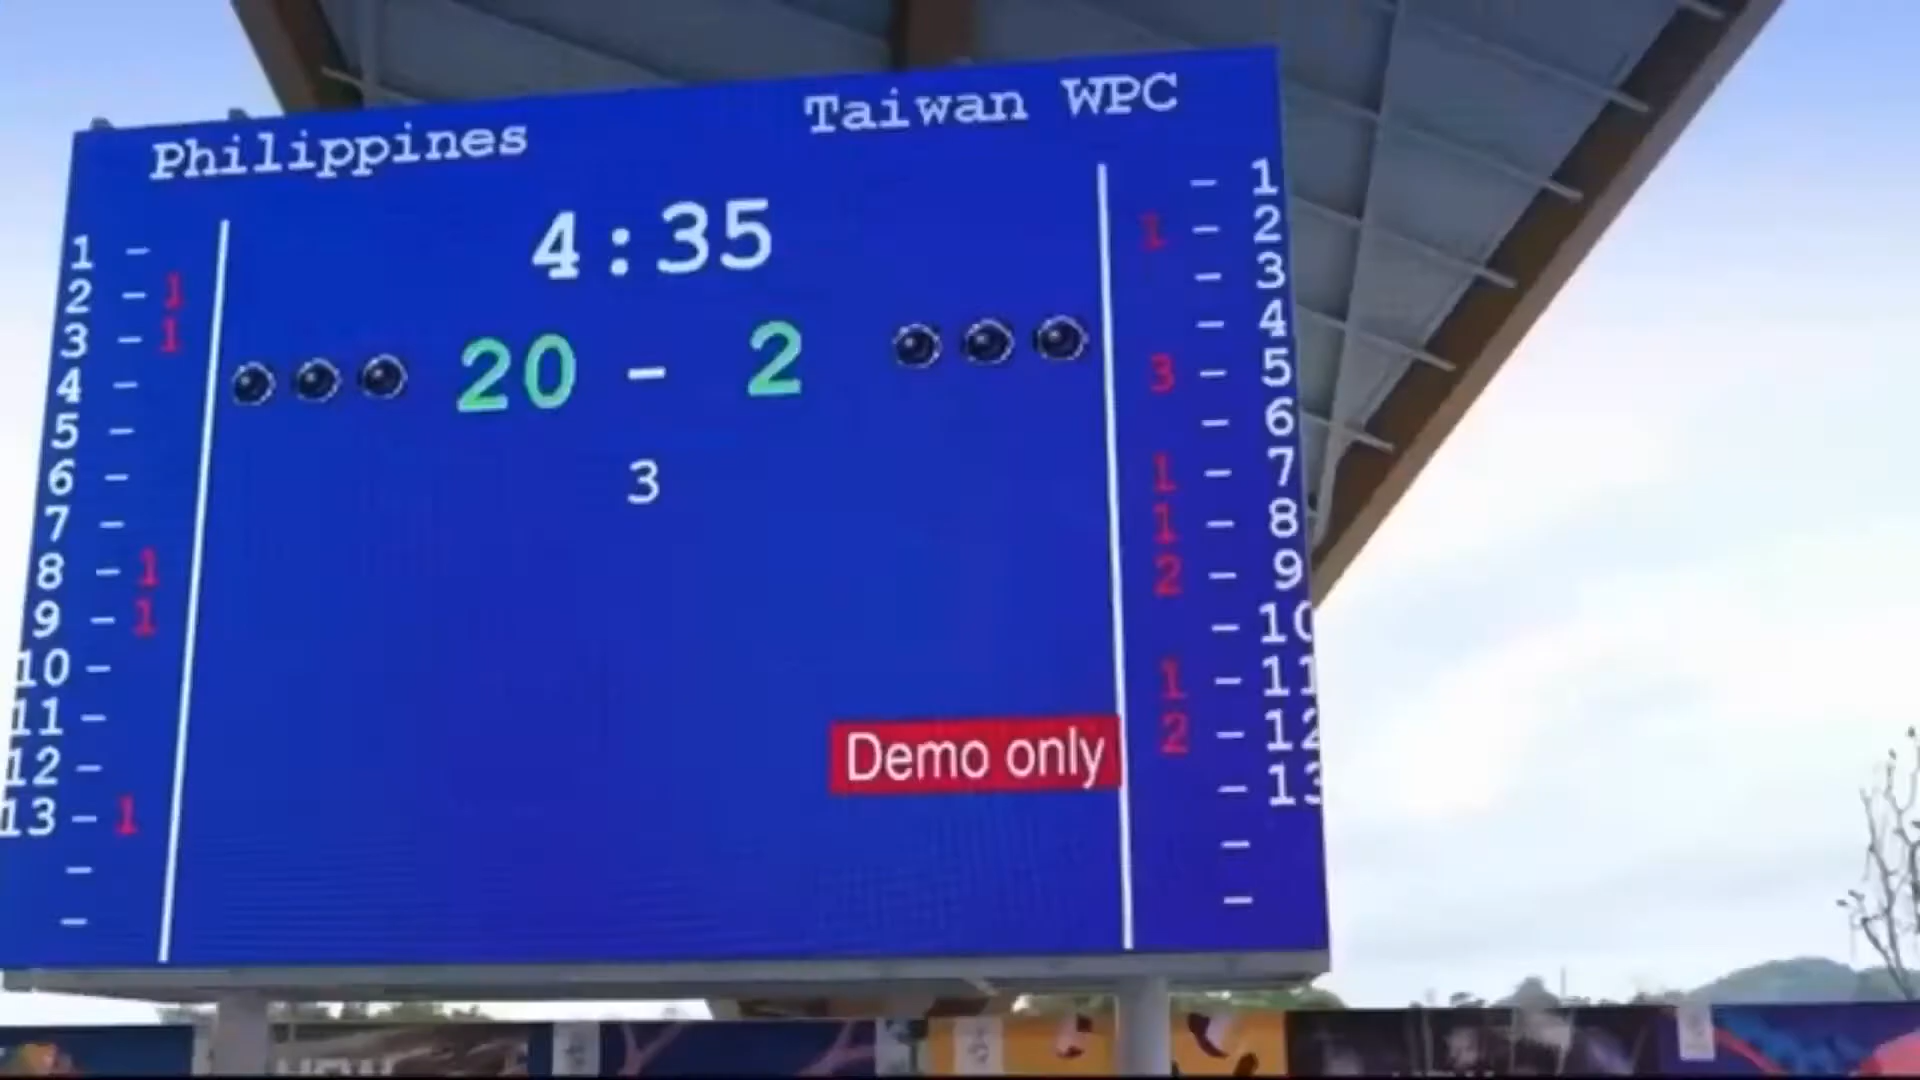 Philippines Taiwan WPC
4:35
20 - 2
3
1 -
2 - 1
3 - 1
4 -
5 -
6 -
7 -
8 - 1
9 - 1
10 -
11 -
12 -
13 - 1
-
-
- 1
1 - 2
- 3
- 4
3 - 5
- 6
1 - 7
1 - 8
2 - 9
- 10
1 - 11
2 - 12
- 13
-
-
Demo only